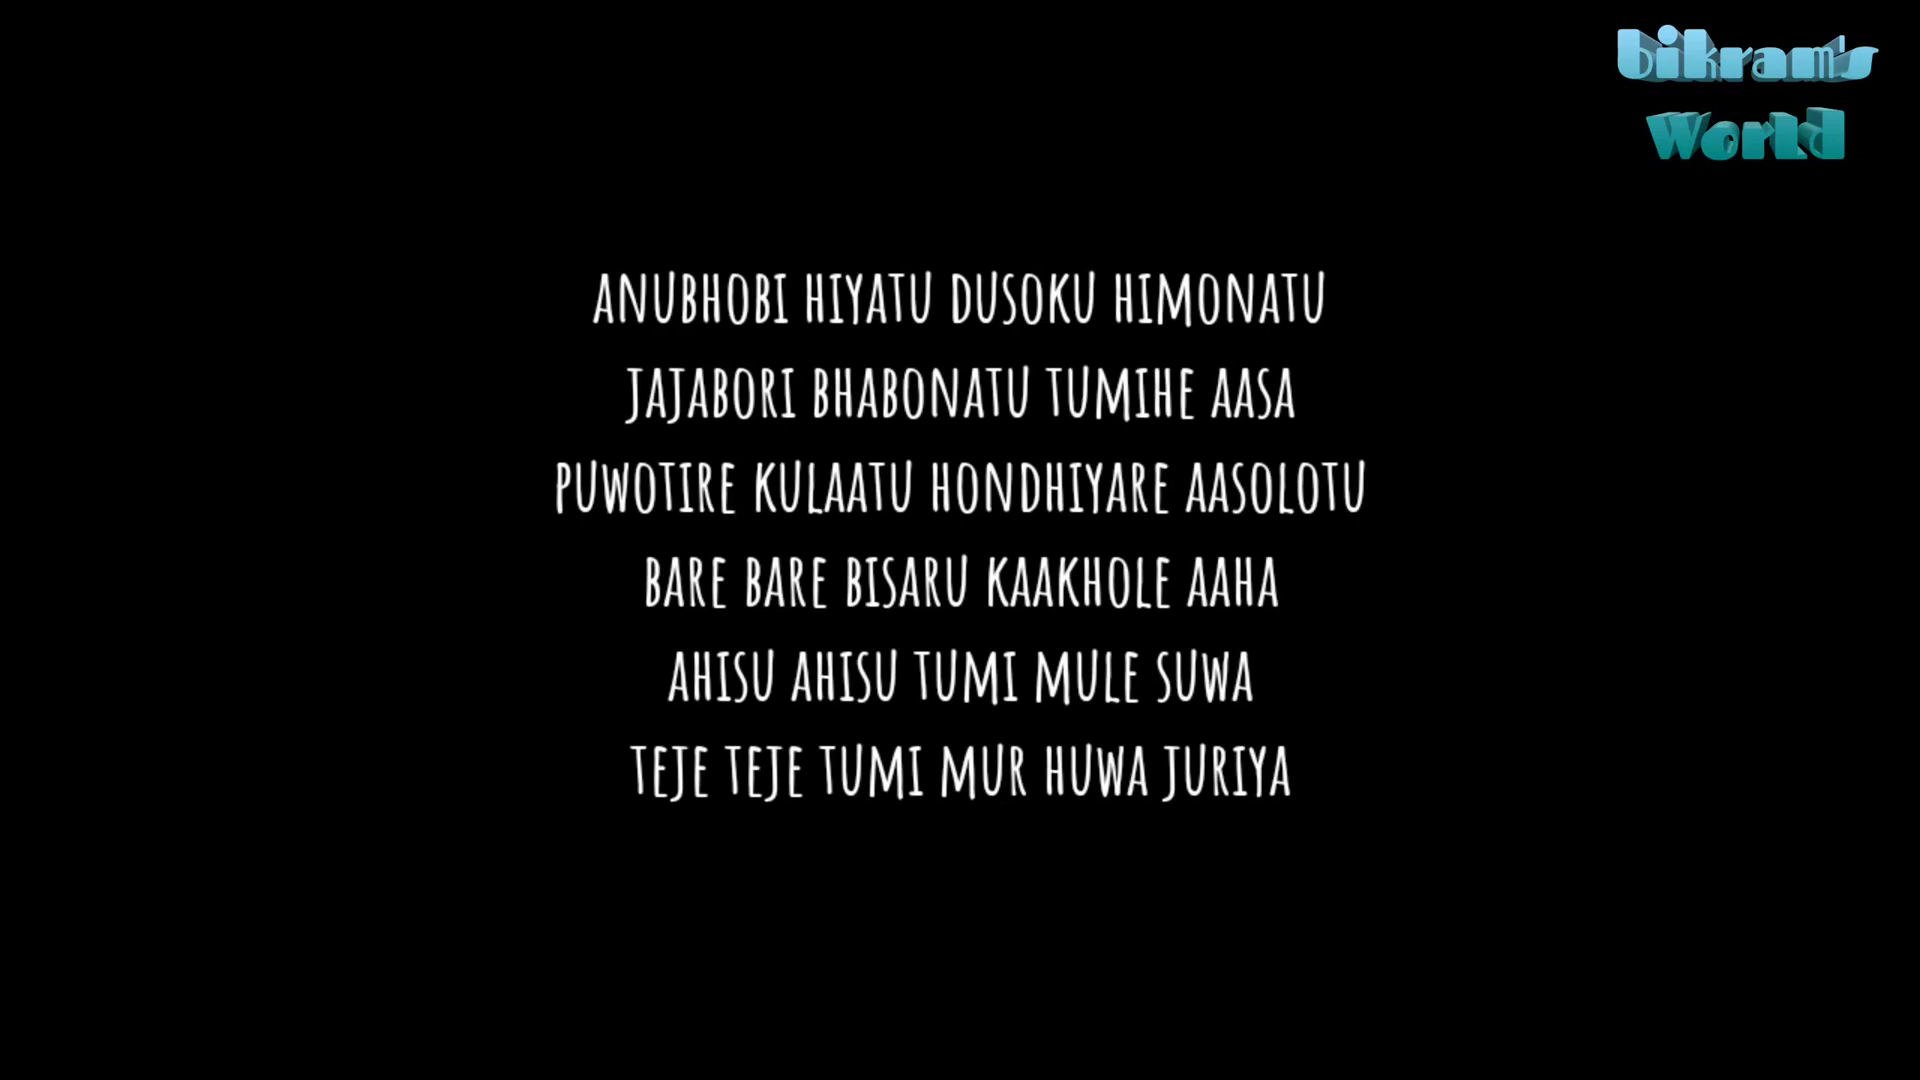 bikram's
World
ANUBHOBI HIYATU DUSOKU HIMONATU
JAJABORI BHABONATU TUMIHE AASA
PUWOTIRE KULAATU HONDHIYARE AASOLOTU
BARE BARE BISARU KAAKHOLE AAHA
AHISU AHISU TUMI MULE SUWA
TEJE TEJE TUMI MUR HUWA JURIYA